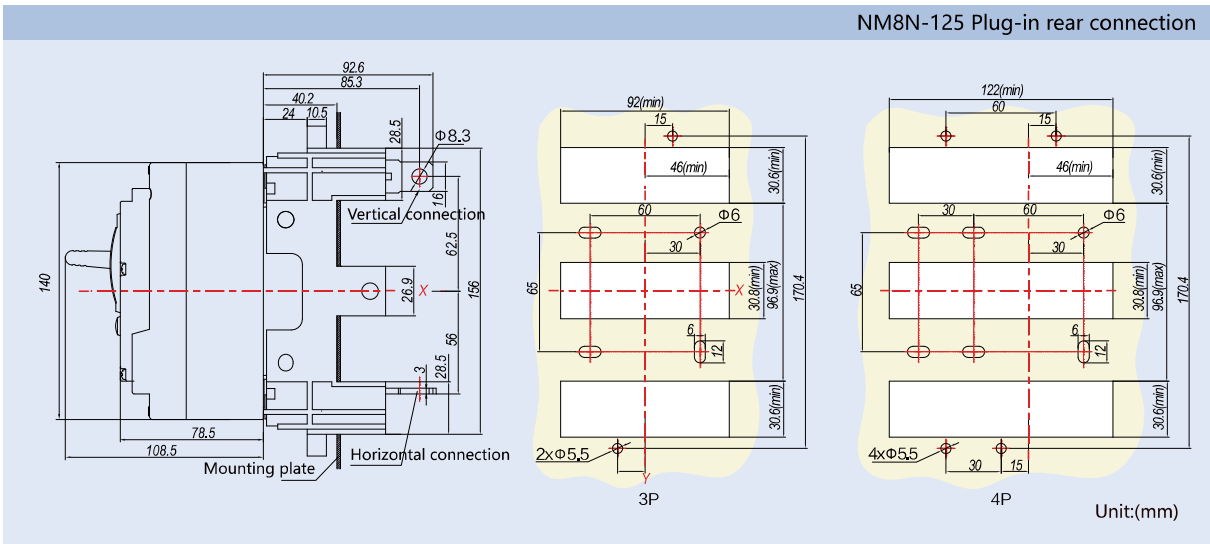 NM8N-125 Plug-in rear connection
92.6
85.3
40.2
24
10.5
28.5
Φ8.3
16
Vertical connection
62.5
140
26.9
X
156
56
28.5
3
78.5
108.5
Mounting plate
Horizontal connection
92(min)
15
46(min)
30.6(min)
60
Φ6
30
65
30.8(min)
96.9(max)
170.4
X
6
12
30.6(min)
2xΦ5.5
Y
3P
122(min)
60
15
46(min)
30.6(min)
30
60
Φ6
30
65
30.8(min)
96.9(max)
170.4
6
12
30.6(min)
4xΦ5.5
30
15
4P
Unit:(mm)